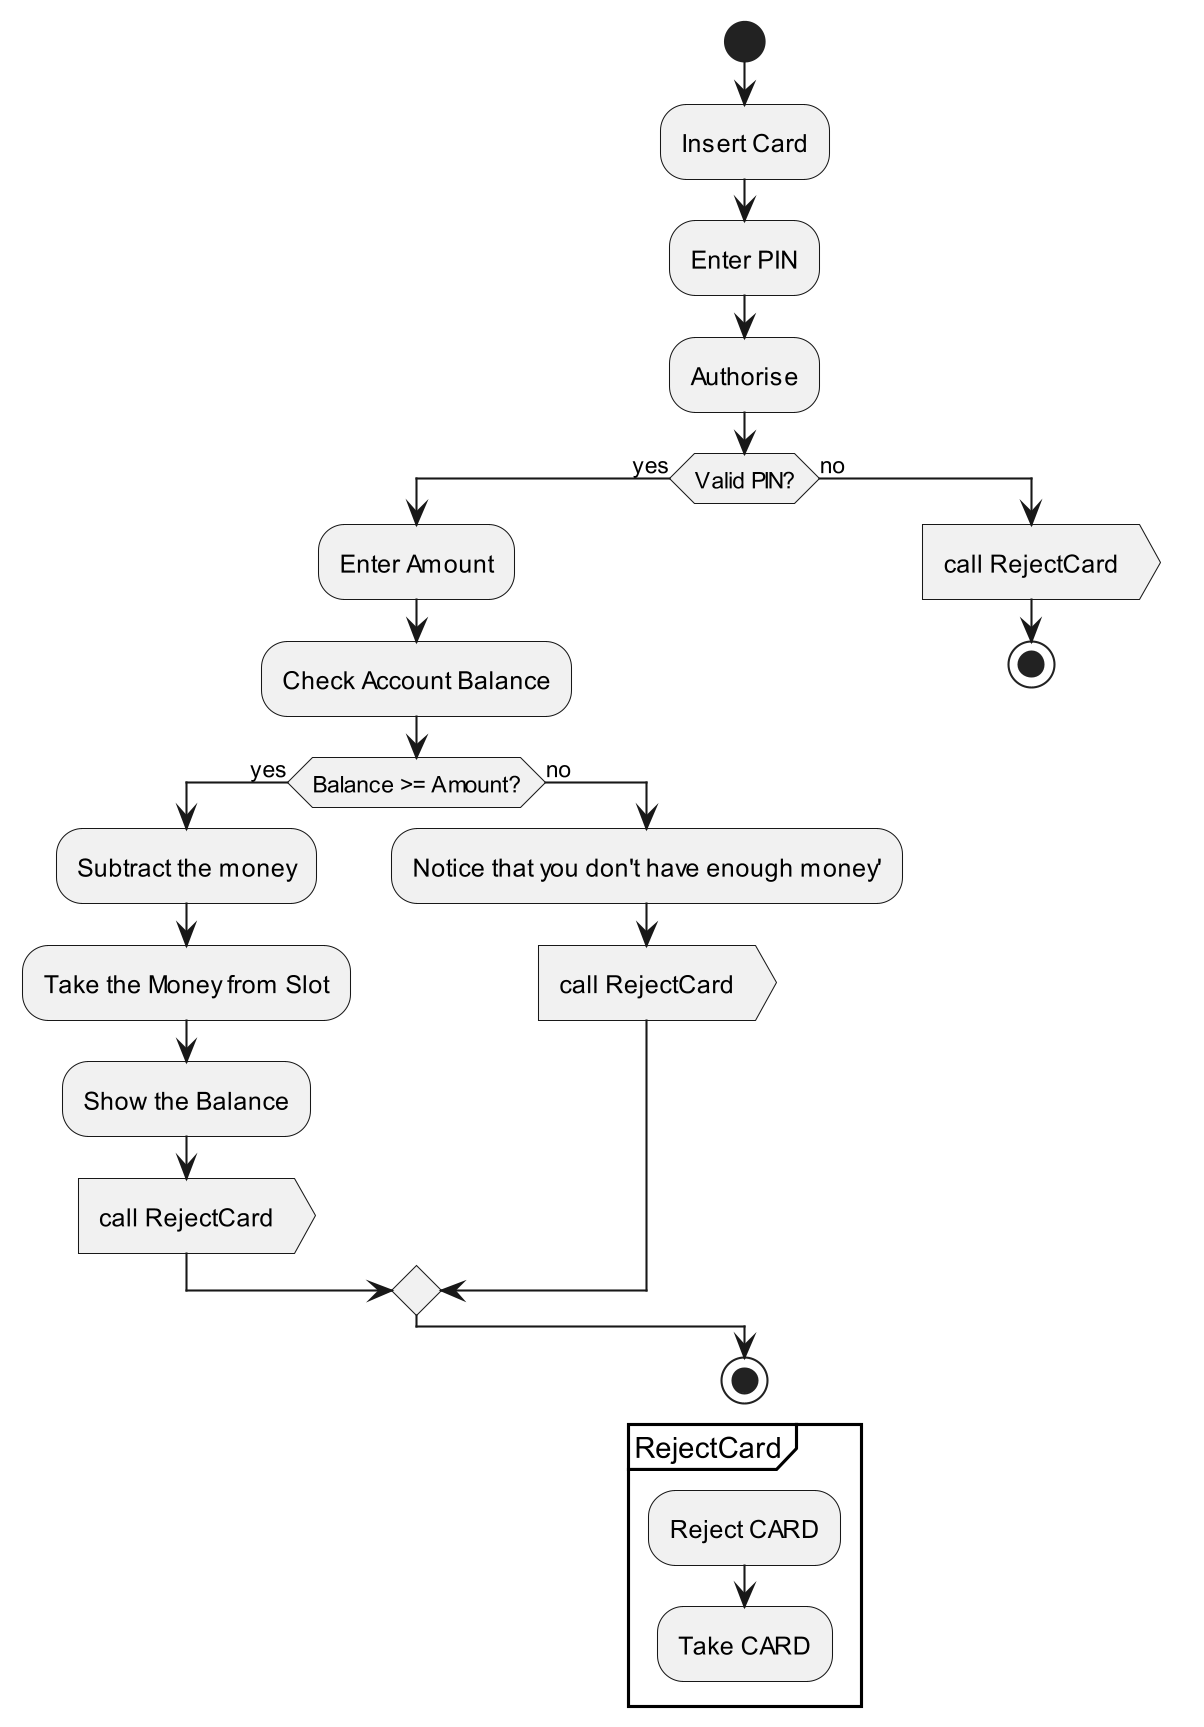 Insert Card
Enter PIN
Authorise
yes
Valid PIN?
no
Enter Amount
call RejectCard
Check Account Balance
yes
Balance >= Amount?
no
Subtract the money
Notice that you don't have enough money'
Take the Money from Slot
call RejectCard
Show the Balance
call RejectCard
RejectCard
Reject CARD
Take CARD